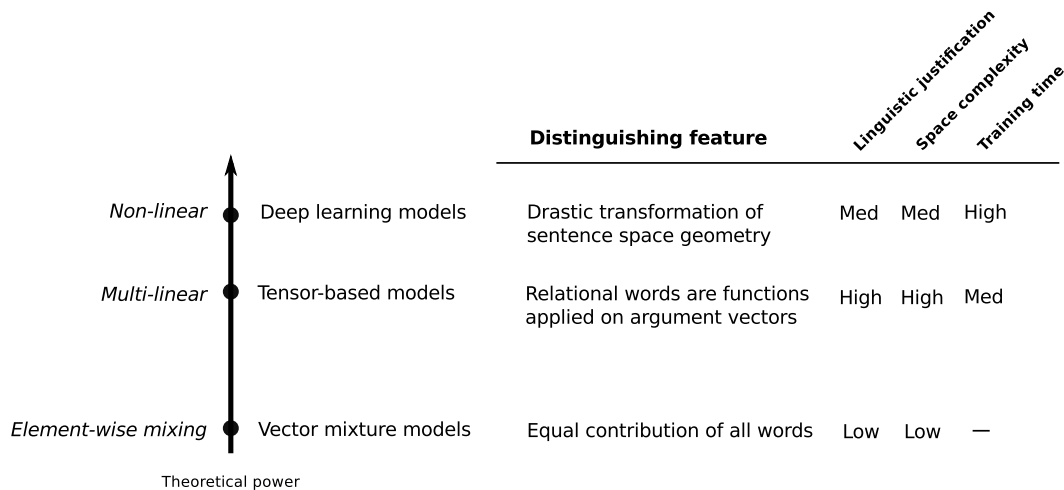 Linguistic justification
Space complexity
Training time
Distinguishing feature
Non-linear Deep learning models Drastic transformation of Med Med High
sentence space geometry
Multi-linear Tensor-based models Relational words are functions High High Med
applied on argument vectors
Element-wise mixing Vector mixture models Equal contribution of all words Low Low —
Theoretical power